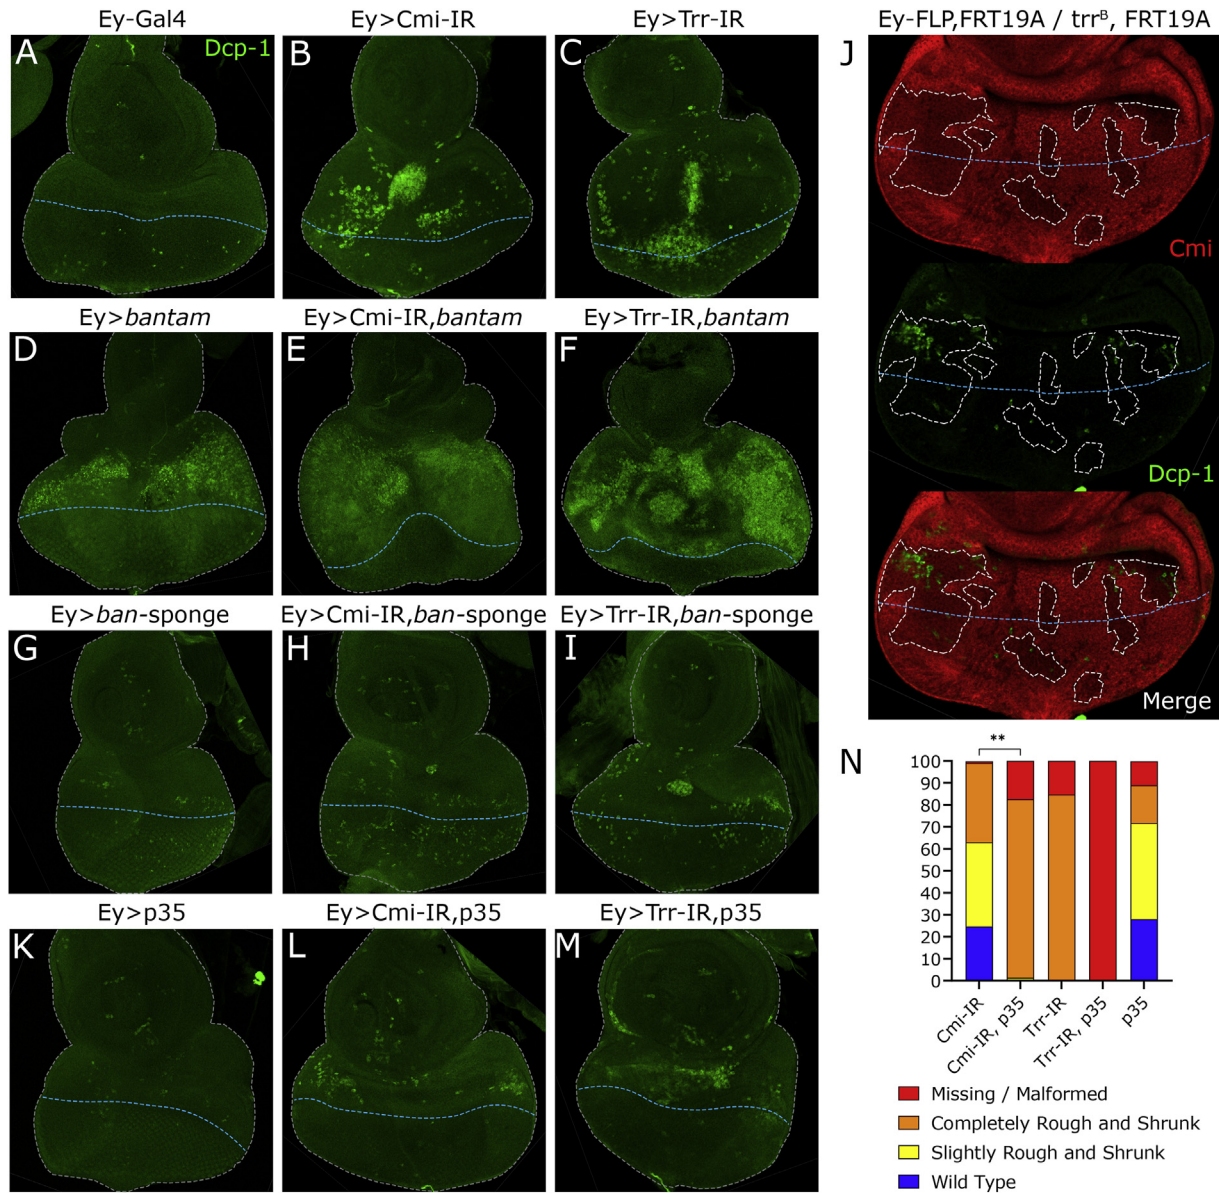 Ey-Gal4
Ey>Cmi-IR
Ey>Trr-IR
Ey-FLP,FRT19A / trrᴮ, FRT19A
A
Dcp-1
B
C
J
Cmi
Dcp-1
Merge
Ey>bantam
Ey>Cmi-IR,bantam
Ey>Trr-IR,bantam
D
E
F
Ey>ban-sponge
Ey>Cmi-IR,ban-sponge
Ey>Trr-IR,ban-sponge
G
H
I
Ey>p35
Ey>Cmi-IR,p35
Ey>Trr-IR,p35
K
L
M
N
**
100
90
80
70
60
50
40
30
20
10
0
Cmi-IR
Cmi-IR, p35
Trr-IR
Trr-IR, p35
p35
Missing / Malformed
Completely Rough and Shrunk
Slightly Rough and Shrunk
Wild Type